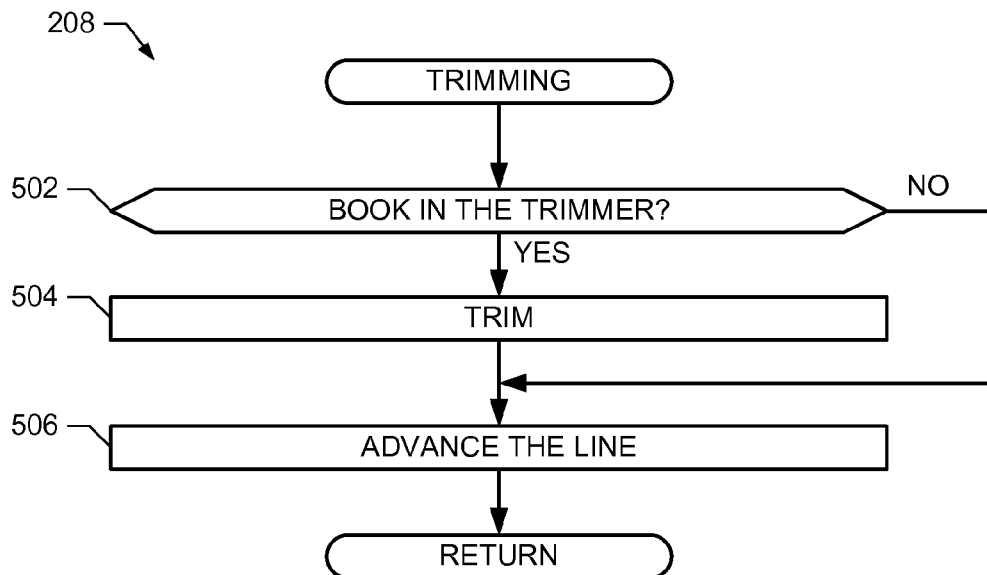 208
TRIMMING
502
BOOK IN THE TRIMMER?
NO
YES
504
TRIM
506
ADVANCE THE LINE
RETURN